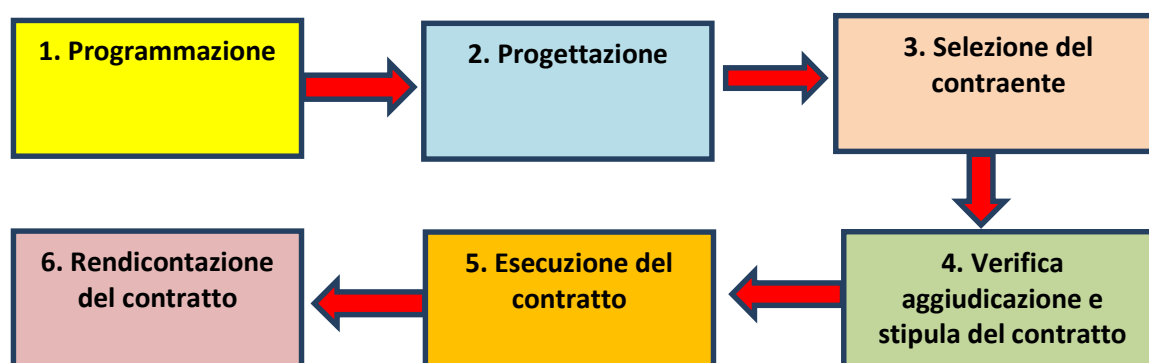 1. Programmazione
2. Progettazione
3. Selezione del
contraente
4. Verifica
aggiudicazione e
stipula del contratto
5. Esecuzione del
contratto
6. Rendicontazione
del contratto